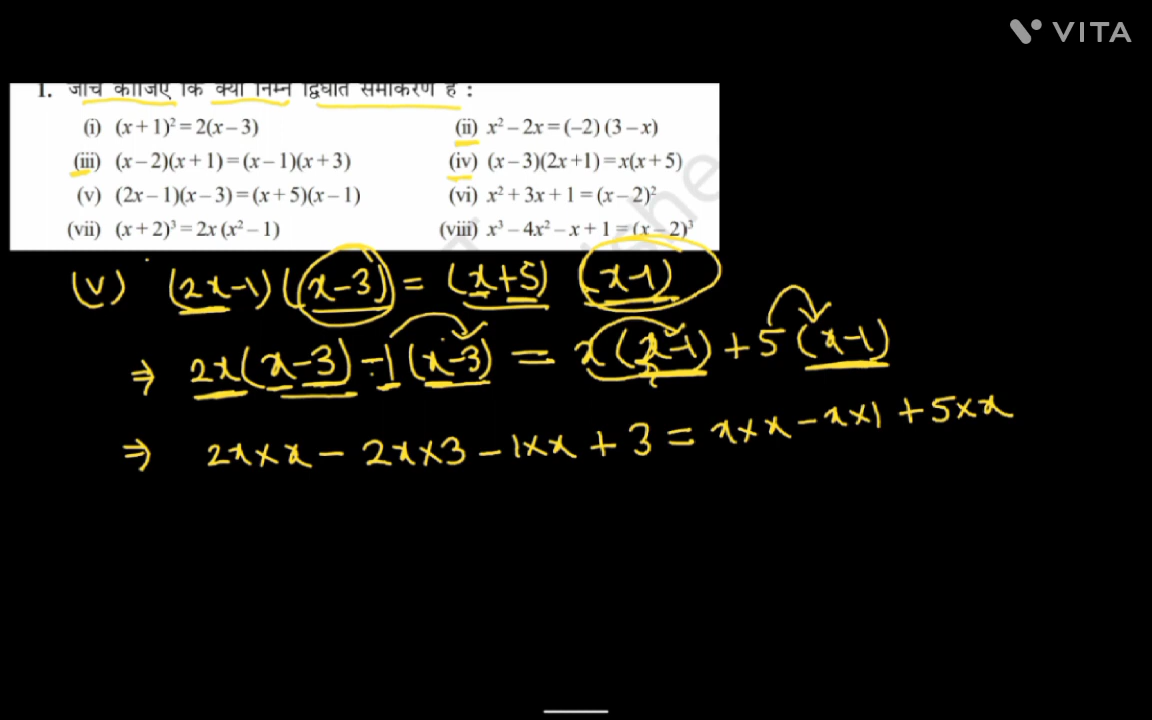 VITA
1. जाँच कीजिए कि क्या निम्न द्विघात समीकरण हैं :
(i) (x + 1)² = 2(x – 3) (ii) x² – 2x = (–2) (3 – x)
(iii) (x – 2)(x + 1) = (x – 1)(x + 3) (iv) (x – 3)(2x +1) = x(x + 5)
(v) (2x – 1)(x – 3) = (x + 5)(x – 1) (vi) x² + 3x + 1 = (x – 2)²
(vii) (x + 2)³ = 2x (x² – 1) (viii) x³ – 4x² – x + 1 = (x – 2)³
(v) (2x-1)(x-3) = (x+5) (x-1)
⇒ 2x(x-3) -1(x-3) = x(x-1) +5(x-1)
⇒ 2x×x - 2x×3 -1×x + 3 = x×x - x×1 + 5×x